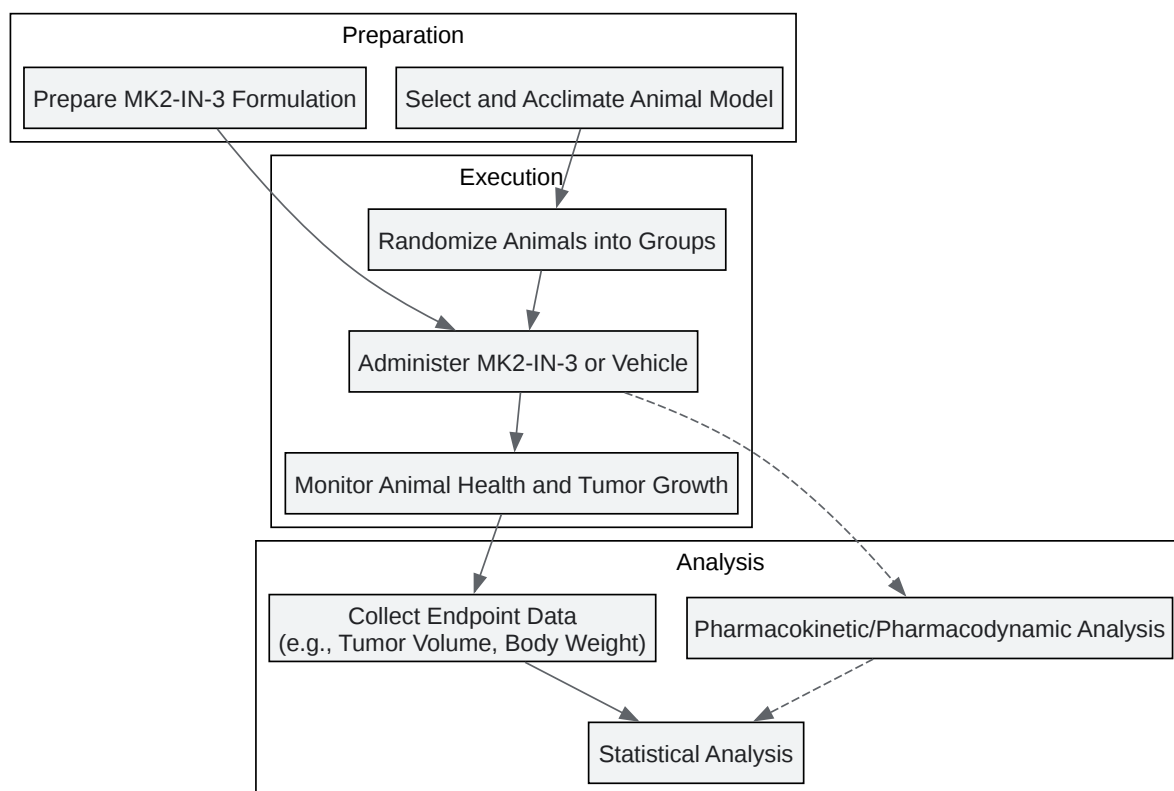 Preparation
Prepare MK2-IN-3 Formulation
Select and Acclimate Animal Model
Execution
Randomize Animals into Groups
Administer MK2-IN-3 or Vehicle
Monitor Animal Health and Tumor Growth
Analysis
Collect Endpoint Data
(e.g., Tumor Volume, Body Weight)
Pharmacokinetic/Pharmacodynamic Analysis
Statistical Analysis